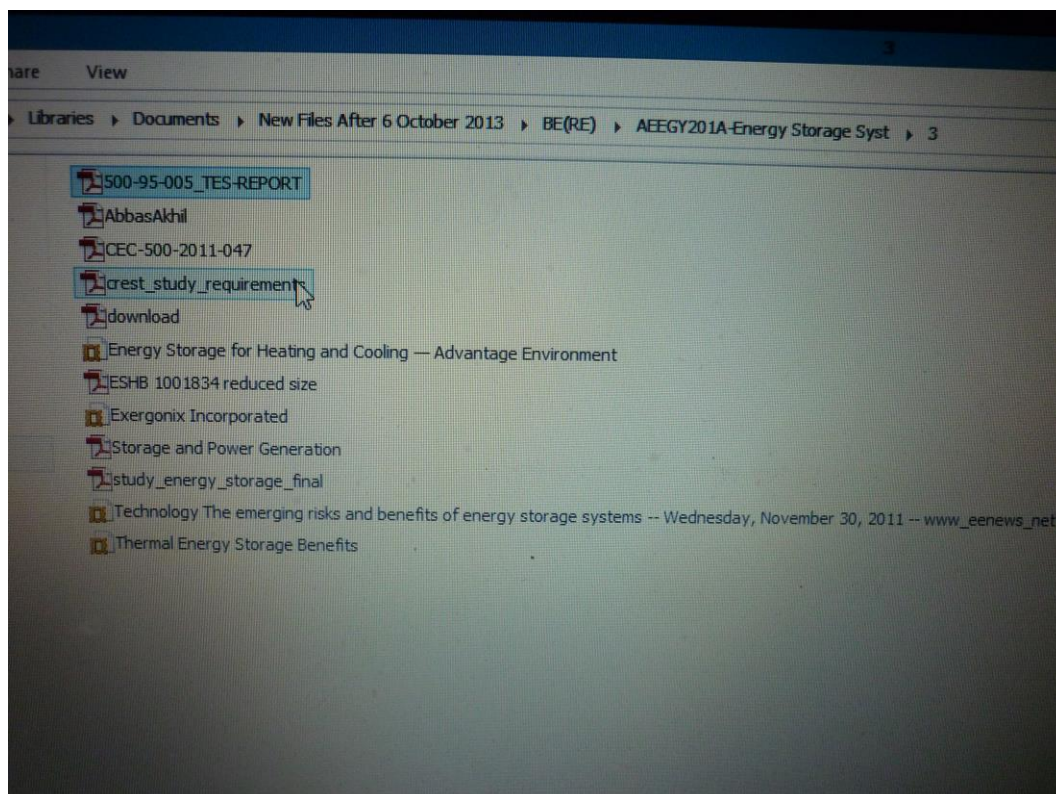 3
hare View
Libraries Documents New Files After 6 October 2013 BE(RE) AEEGY201A-Energy Storage Syst 3
500-95-005_TES-REPORT
AbbasAkhil
CEC-500-2011-047
crest_study_requirements
download
Energy Storage for Heating and Cooling — Advantage Environment
ESHB 1001834 reduced size
Exergonix Incorporated
Storage and Power Generation
study_energy_storage_final
Technology The emerging risks and benefits of energy storage systems -- Wednesday, November 30, 2011 -- www_eenews_net
Thermal Energy Storage Benefits